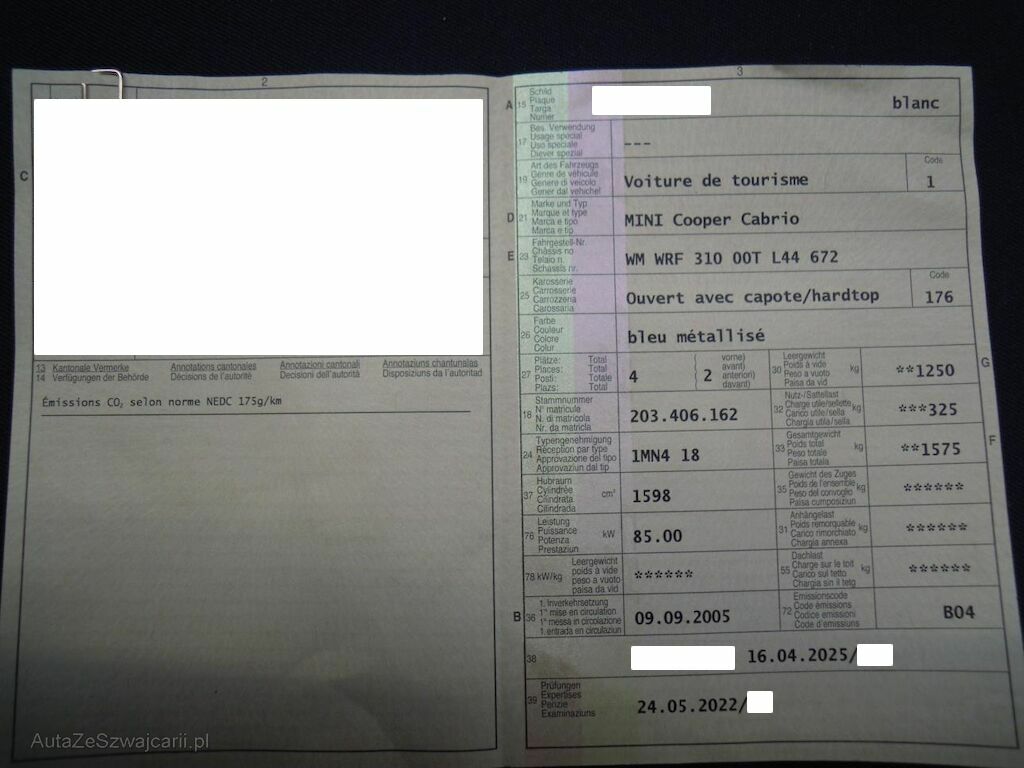 2
C
13 Kantonale Vermerke Annotations cantonales Annotazioni cantonali Annotaziuns chantunalas
14 Verfügungen der Behörde Décisions de l'autorité Decisioni dell'autorità Disposiziuns da l'autoritad
Émissions CO₂ selon norme NEDC 175g/km
3
A 15 Schild
Plaque
Targa
Numer
blanc
17 Bes. Verwendung
Usage spécial
Uso speciale
Diever spezial
---
19 Art des Fahrzeugs
Genre de véhicule
Genere di veicolo
Gener dal vehichel
Voiture de tourisme
Code
1
D 21 Marke und Typ
Marque et type
Marca e tipo
Marca e tip
MINI Cooper Cabrio
E 23 Fahrgestell-Nr.
Châssis no
Telaio n.
Schassis nr.
WM WRF 310 00T L44 672
25 Karosserie
Carrosserie
Carrozzeria
Carossaria
Ouvert avec capote/hardtop
Code
176
26 Farbe
Couleur
Colore
Colur
bleu métallisé
27 Plätze: Total
Places: Total
Posti: Totale
Plazs: Total
4
vorne)
avant)
anteriori)
davant)
2
30 Leergewicht
Poids à vide
Peso a vuoto
Paisa da vid
kg
**1250
G
18 Stammnummer
N° matricule
N. di matricola
Nr. da matricla
203.406.162
32 Nutz-/Sattellast
Charge utile/sellette
Carico utile/sella
Chargia utila/sella
kg
***325
24 Typengenehmigung
Réception par type
Approvazione del tipo
Approvaziun dal tip
1MN4 18
33 Gesamtgewicht
Poids total
Peso totale
Paisa totala
kg
**1575
F
37 Hubraum
Cylindrée
Cilindrata
Cilindrada
cm³
1598
35 Gewicht des Zuges
Poids de l'ensemble
Peso del convoglio
Paisa cumposiziun
kg
******
76 Leistung
Puissance
Potenza
Prestaziun
kW
85.00
31 Anhängelast
Poids remorquable
Carico rimorchiato
Chargia annexa
kg
******
78 kW/kg
Leergewicht
poids à vide
peso a vuoto
paisa da vid
******
55 Dachlast
Charge sur le toit
Carico sul tetto
Chargia sin il tetg
kg
******
B 36 1. Inverkehrsetzung
1ʳᵉ mise en circulation
1ª messa in circolazione
1. entrada en circulaziun
09.09.2005
72 Emissionscode
Code émissions
Codice emissioni
Code d'emissiuns
B04
38
16.04.2025/
39 Prüfungen
Expertises
Perizie
Examinaziuns
24.05.2022/
AutaZeSzwajcarii.pl